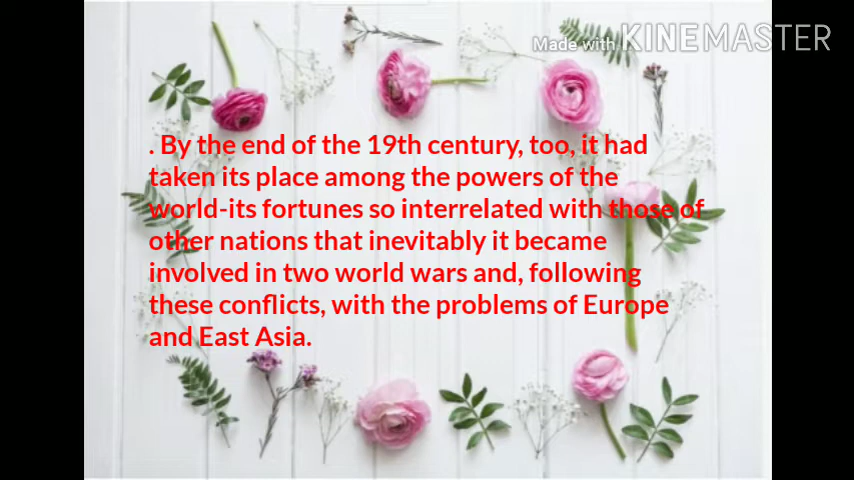 Made with KINEMASTER
. By the end of the 19th century, too, it had
taken its place among the powers of the
world-its fortunes so interrelated with those of
other nations that inevitably it became
involved in two world wars and, following
these conflicts, with the problems of Europe
and East Asia.